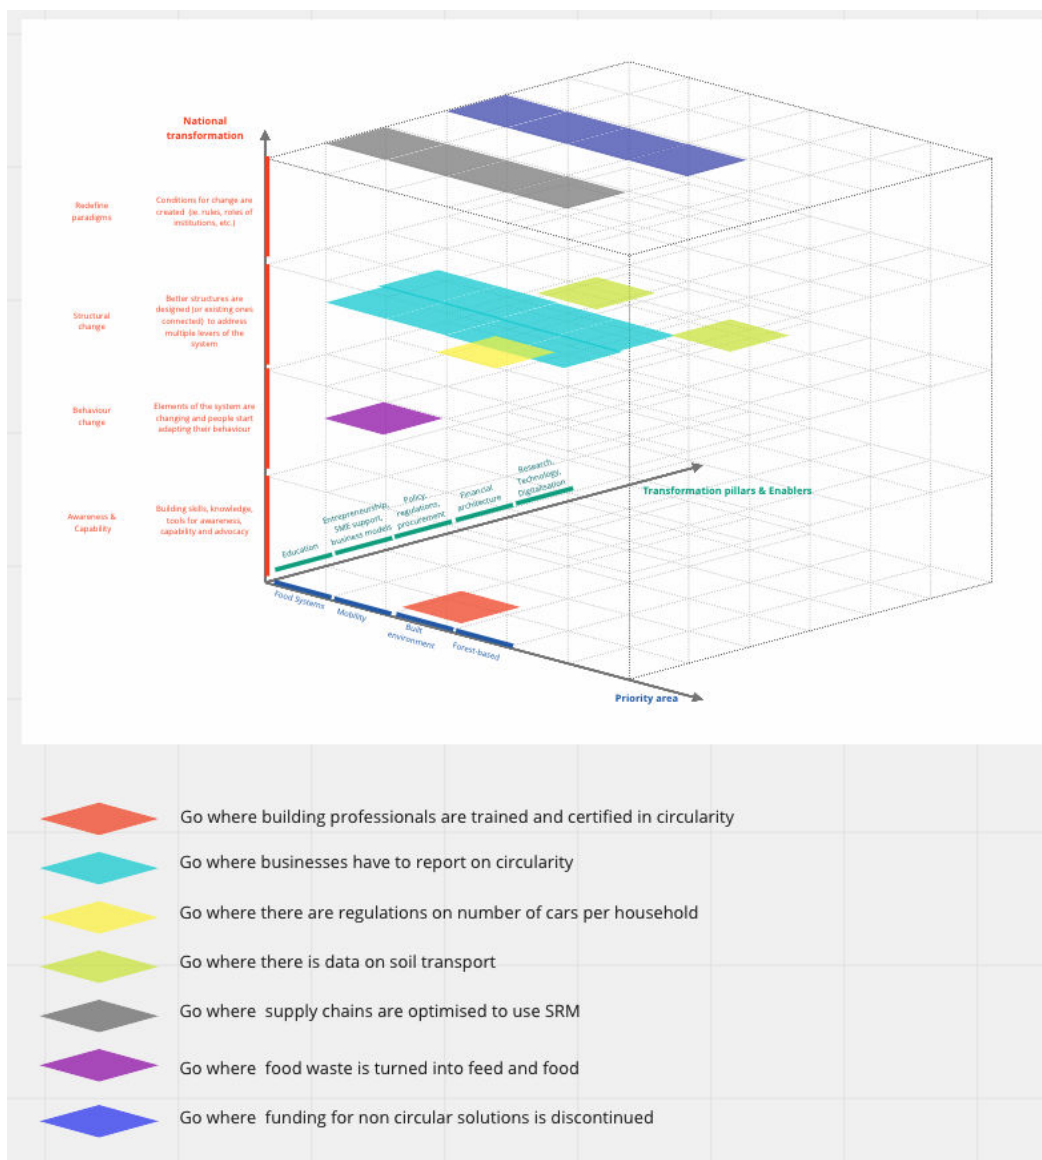 National
transformation
Redefine
paradigms
Conditions for change are
created (ie. rules, roles of
institutions, etc.)
Structural
change
Better structures are
designed (or existing ones
connected) to address
multiple levers of the
system
Behaviour
change
Elements of the system are
changing and people start
adapting their behaviour
Awareness &
Capability
Building skills, knowledge,
tools for awareness,
capability and advocacy
Education
Entrepreneurship,
SME support,
business models
Policy,
regulations,
procurement
Financial
architecture
Research,
Technology,
Digitalisation
Transformation pillars & Enablers
Food Systems
Mobility
Built
environment
Forest-based
Priority area
Go where building professionals are trained and certified in circularity
Go where businesses have to report on circularity
Go where there are regulations on number of cars per household
Go where there is data on soil transport
Go where supply chains are optimised to use SRM
Go where food waste is turned into feed and food
Go where funding for non circular solutions is discontinued